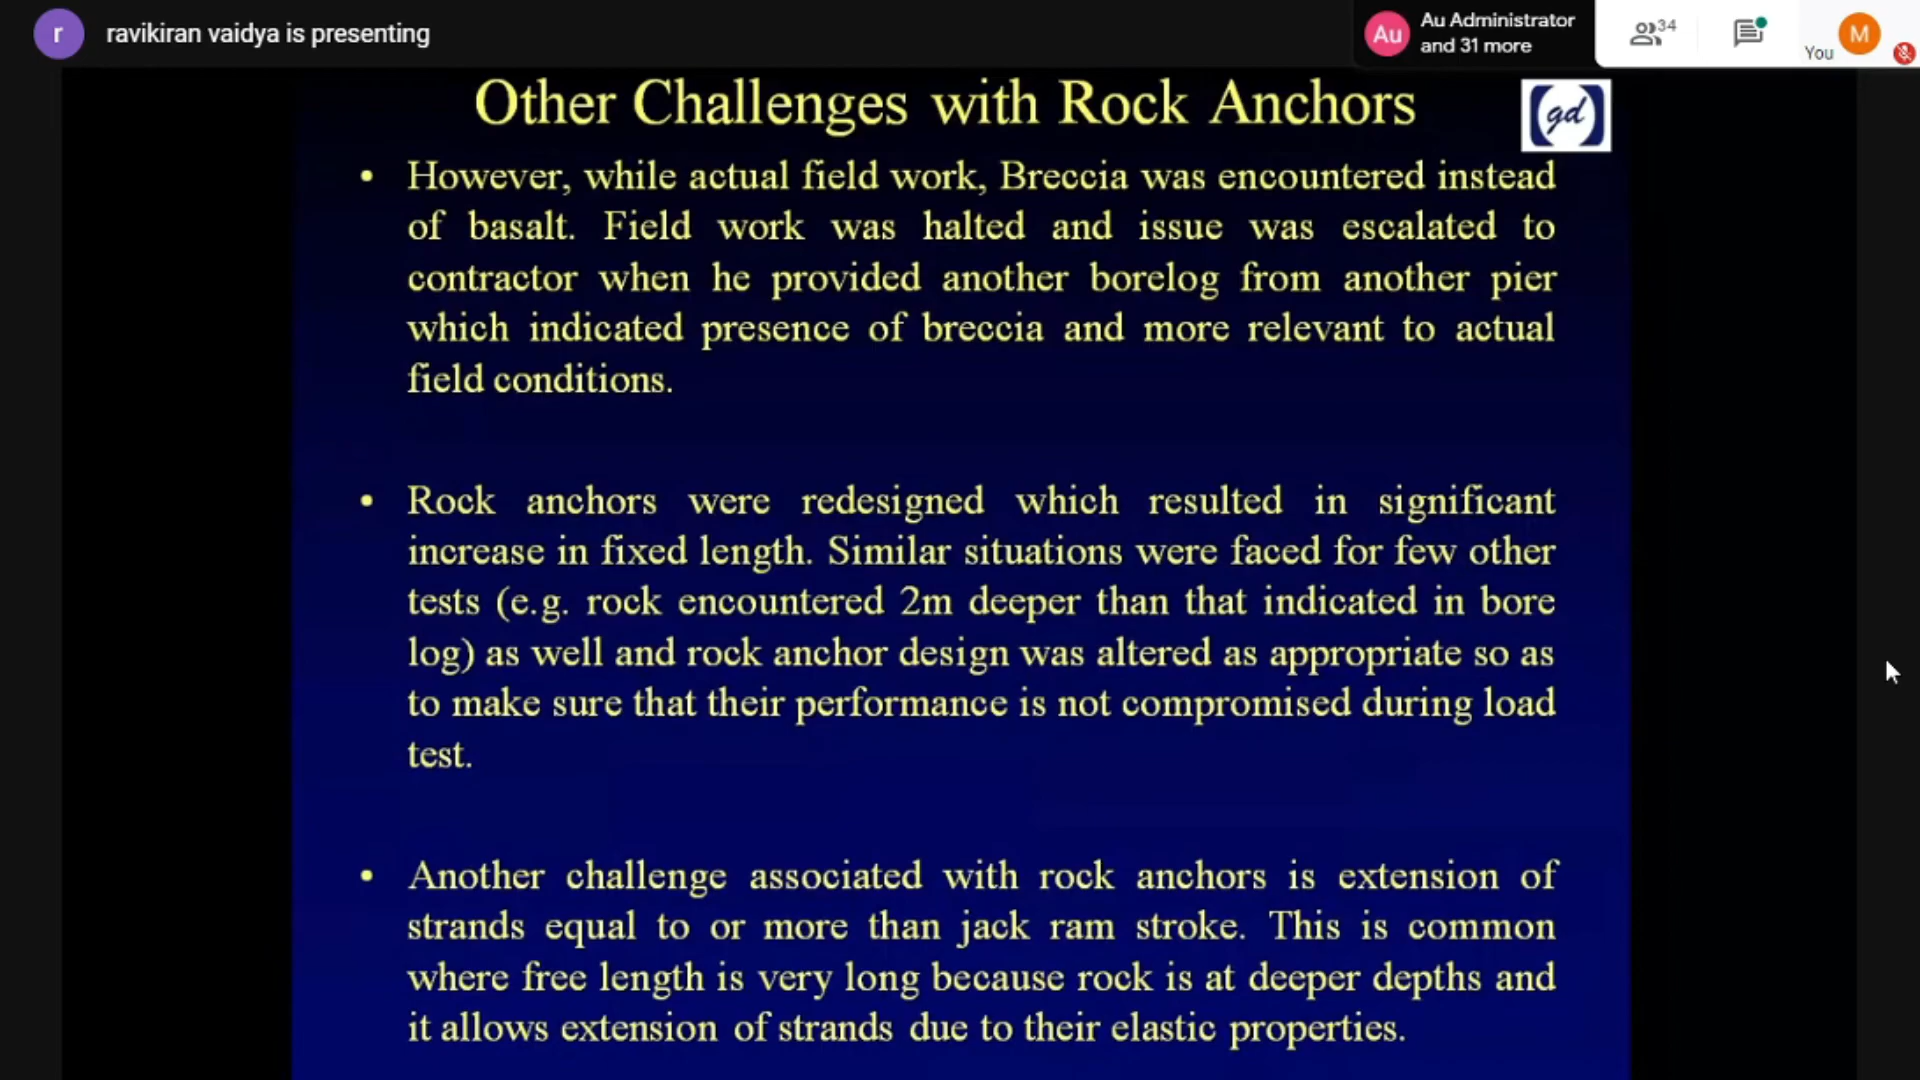 r
ravikiran vaidya is presenting
Au
Au Administrator
and 31 more
34
You
M
Other Challenges with Rock Anchors
gd
• However, while actual field work, Breccia was encountered instead
of basalt. Field work was halted and issue was escalated to
contractor when he provided another borelog from another pier
which indicated presence of breccia and more relevant to actual
field conditions.
• Rock anchors were redesigned which resulted in significant
increase in fixed length. Similar situations were faced for few other
tests (e.g. rock encountered 2m deeper than that indicated in bore
log) as well and rock anchor design was altered as appropriate so as
to make sure that their performance is not compromised during load
test.
• Another challenge associated with rock anchors is extension of
strands equal to or more than jack ram stroke. This is common
where free length is very long because rock is at deeper depths and
it allows extension of strands due to their elastic properties.